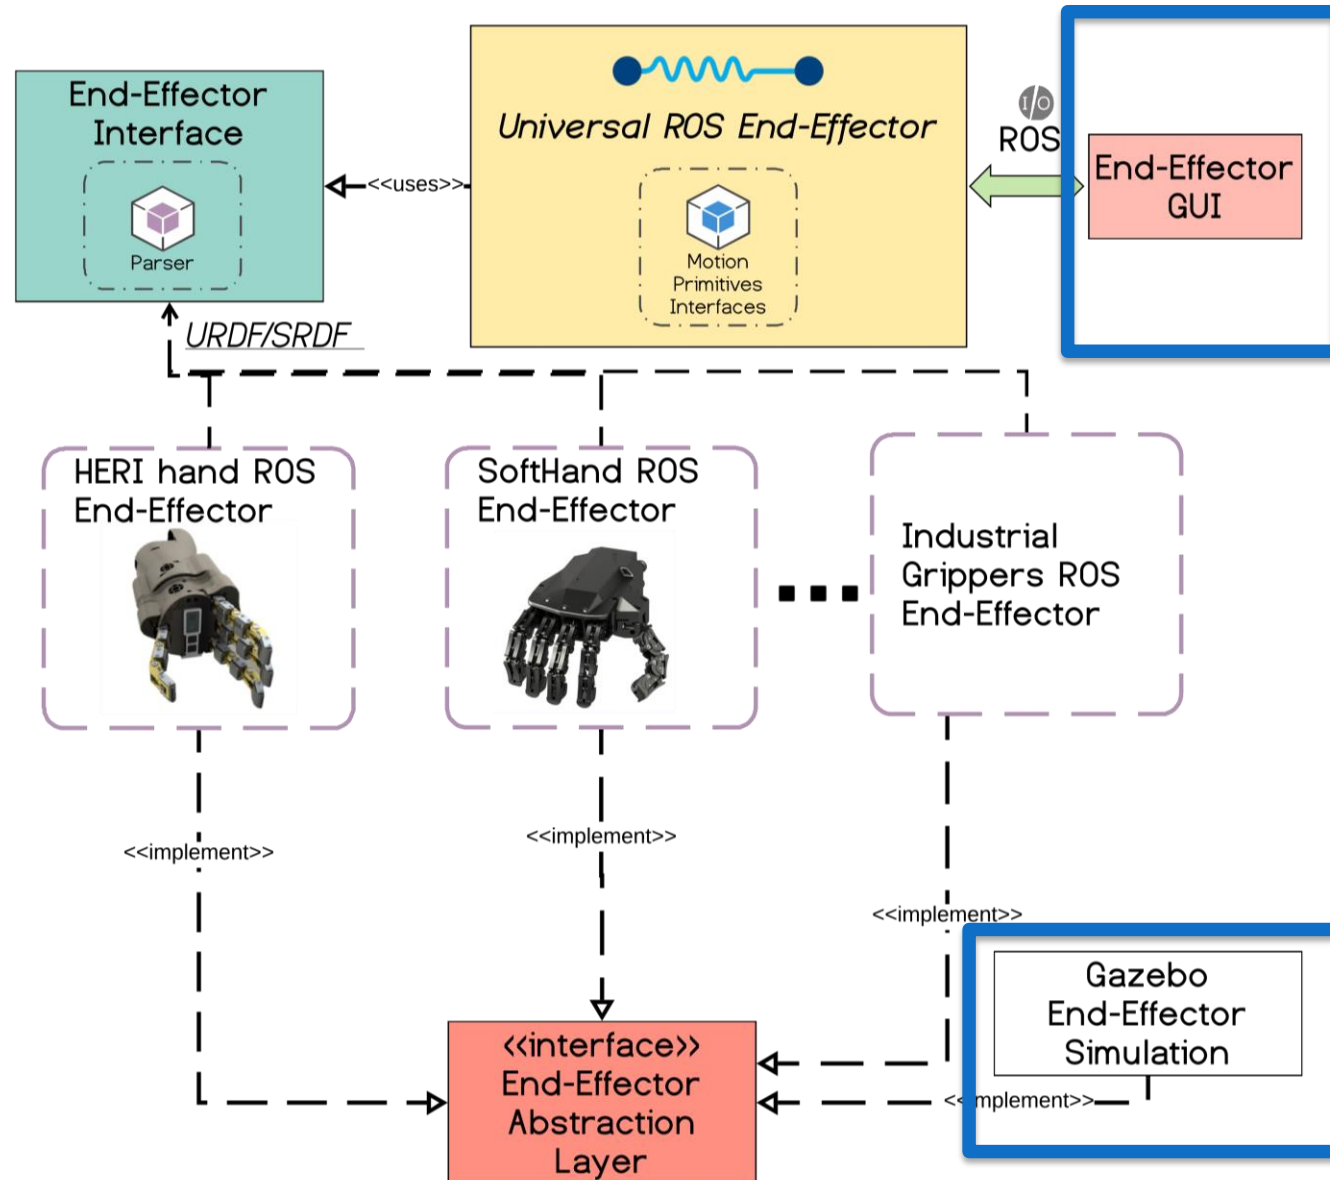 End-Effector
Interface
Parser
<<uses>>
Universal ROS End-Effector
Motion
Primitives
Interfaces
I/O
ROS
End-Effector
GUI
URDF/SRDF
HERI hand ROS
End-Effector
SoftHand ROS
End-Effector
Industrial
Grippers ROS
End-Effector
<<implement>>
<<implement>>
<<implement>>
Gazebo
End-Effector
Simulation
<<implement>>
<<interface>>
End-Effector
Abstraction
Layer